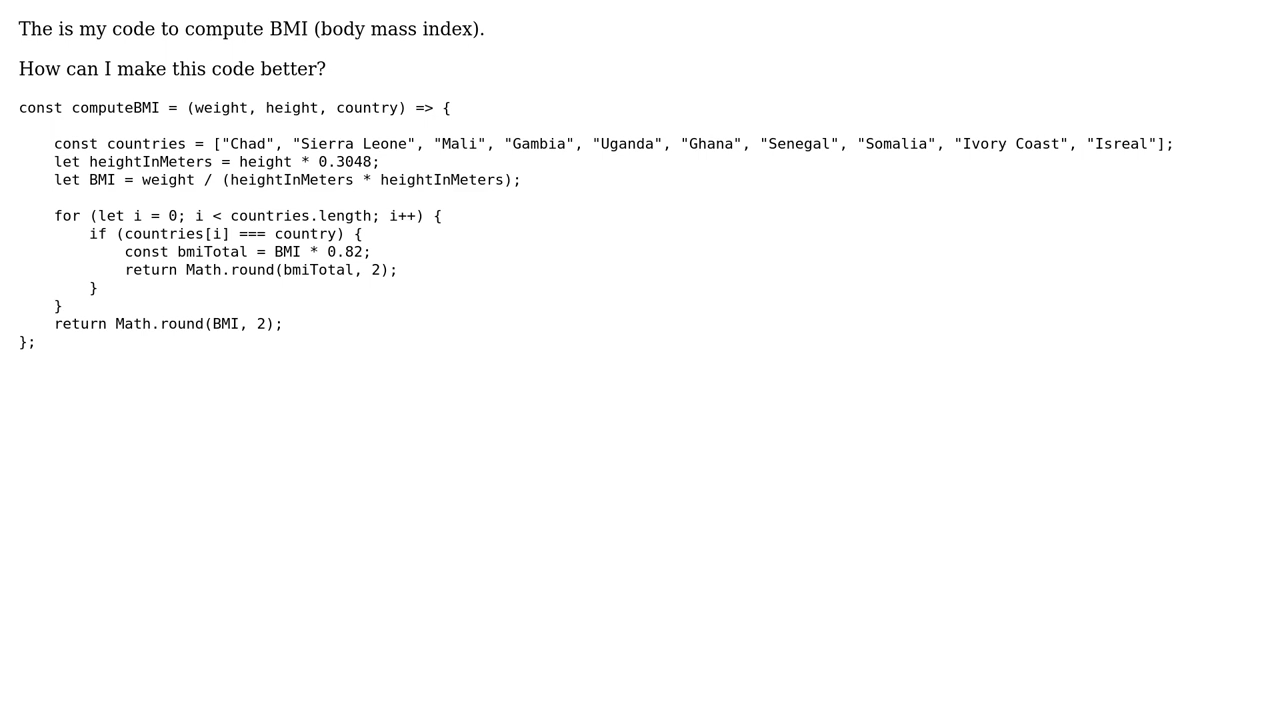 The is my code to compute BMI (body mass index).
How can I make this code better?
const computeBMI = (weight, height, country) => {
    const countries = ["Chad", "Sierra Leone", "Mali", "Gambia", "Uganda", "Ghana", "Senegal", "Somalia", "Ivory Coast", "Isreal"];
    let heightInMeters = height * 0.3048;
    let BMI = weight / (heightInMeters * heightInMeters);
    for (let i = 0; i < countries.length; i++) {
        if (countries[i] === country) {
            const bmiTotal = BMI * 0.82;
            return Math.round(bmiTotal, 2);
        }
    }
    return Math.round(BMI, 2);
};